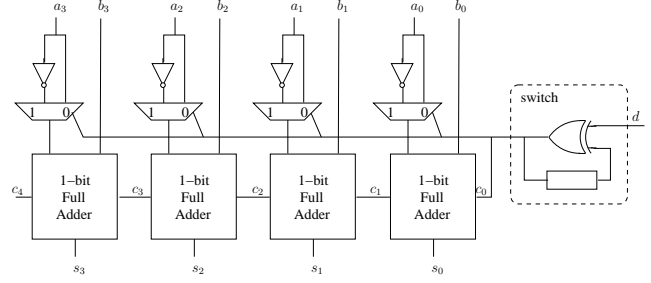 a3 b3 a2 b2 a1 b1 a0 b0
switch
d
1 0 1 0 1 0 1 0
c4 1−bit Full Adder c3 1−bit Full Adder c2 1−bit Full Adder c1 1−bit Full Adder c0
s3 s2 s1 s0